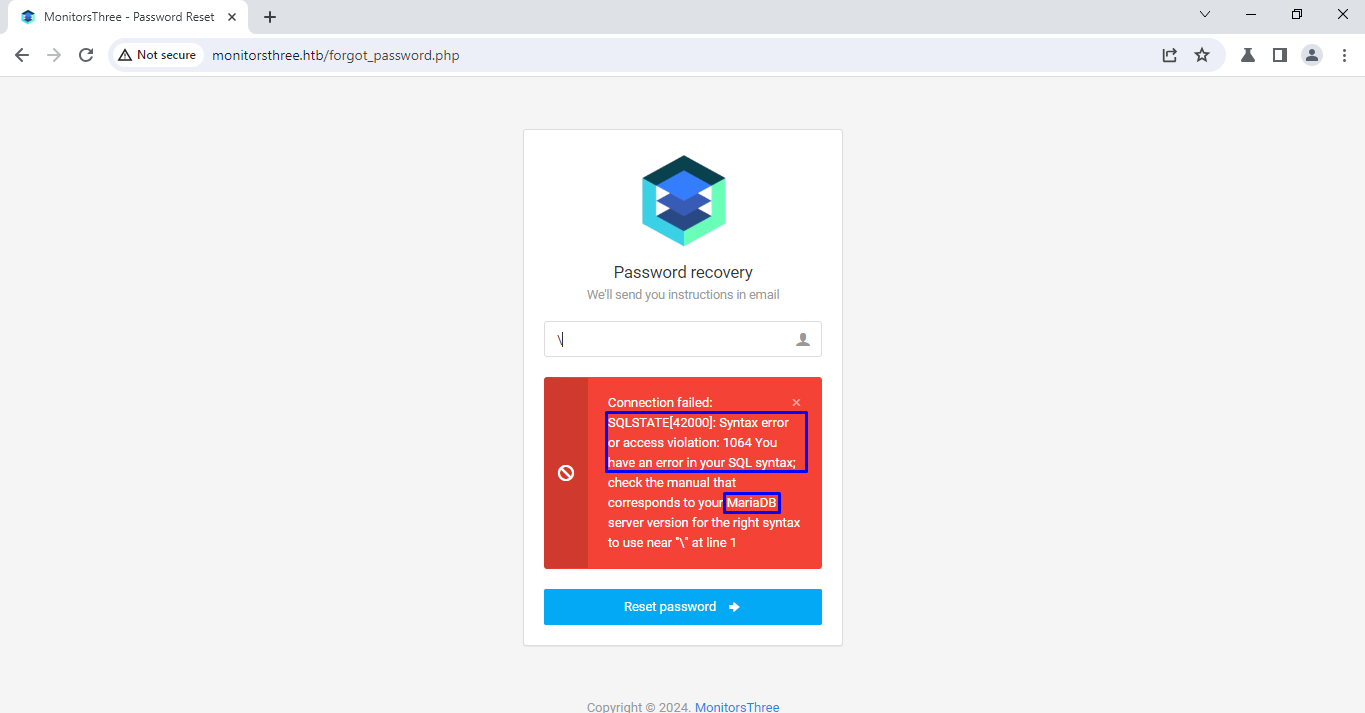 MonitorsThree - Password Reset
Not secure
monitorsthree.htb/forgot_password.php
Password recovery
We'll send you instructions in email
\
Connection failed:
SQLSTATE[42000]: Syntax error
or access violation: 1064 You
have an error in your SQL syntax;
check the manual that
corresponds to your MariaDB
server version for the right syntax
to use near ''\'' at line 1
Reset password
Copyright © 2024. MonitorsThree